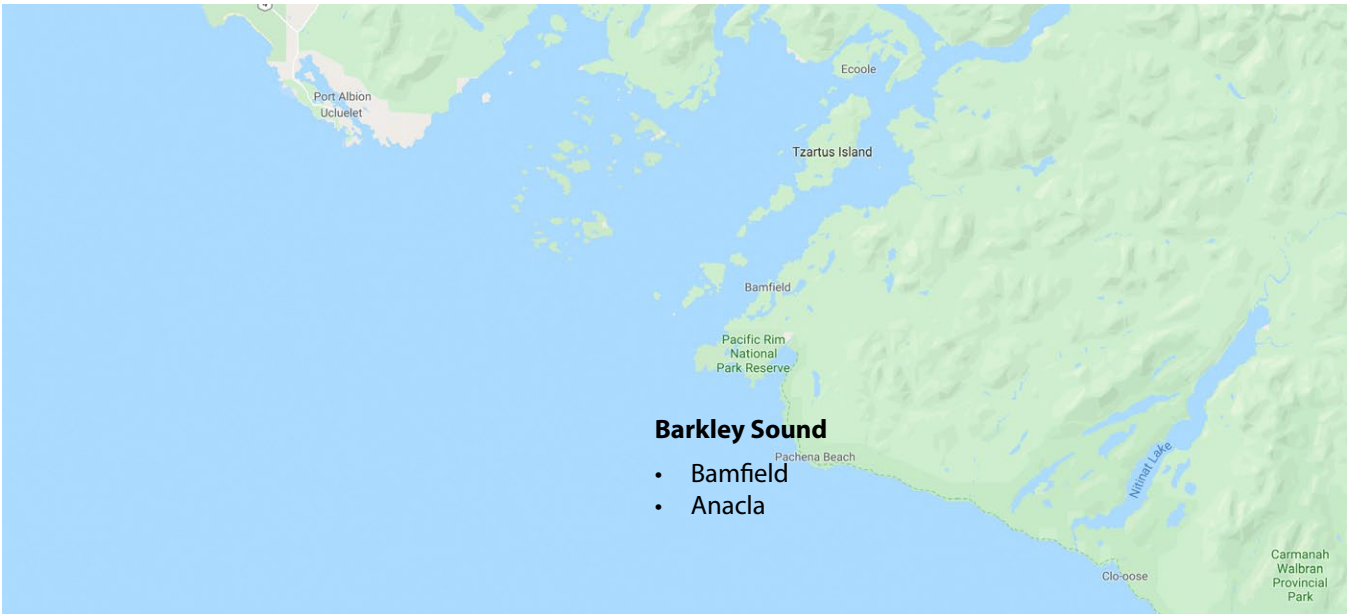 4
Port Albion
Ucluelet
Ecoole
Tzartus Island
Bamfield
Pacific Rim
National
Park Reserve
Barkley Sound
Pachena Beach
• Bamfield
• Anacla
Nitinat Lake
Clo-oose
Carmanah
Walbran
Provincial
Park